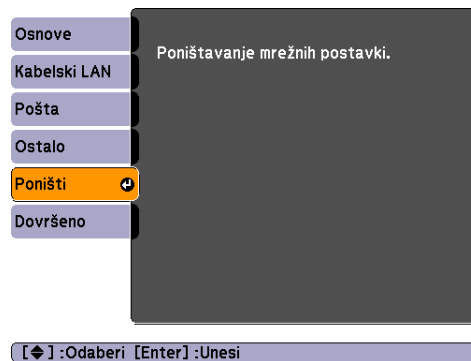 Osnove
Kabelski LAN
Pošta
Ostalo
Poništi
Dovršeno
Poništavanje mrežnih postavki.
[◆] :Odaberi [Enter] :Unesi